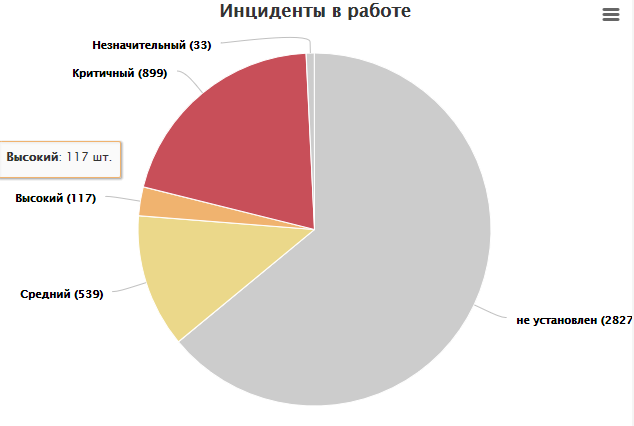 Инциденты в работе
Незначительный (33)
Критичный (899)
Высокий: 117 шт.
Высокий (117)
Средний (539)
не установлен (2827